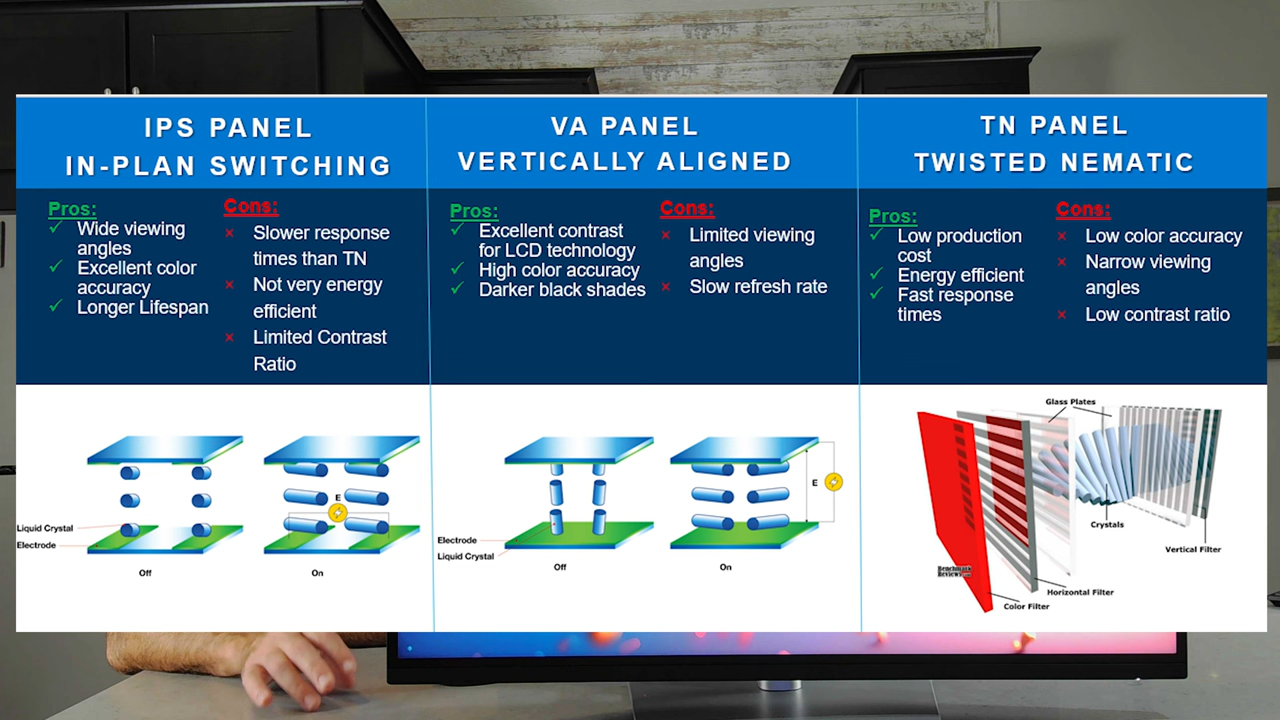 IPS PANEL
IN-PLAN SWITCHING
Pros:
Wide viewing
angles
Excellent color
accuracy
Longer Lifespan
Cons:
Slower response
times than TN
Not very energy
efficient
Limited Contrast
Ratio
Liquid Crystal
Electrode
E
Off
On
VA PANEL
VERTICALLY ALIGNED
Pros:
Excellent contrast
for LCD technology
High color accuracy
Darker black shades
Cons:
Limited viewing
angles
Slow refresh rate
Electrode
Liquid Crystal
E
Off
On
TN PANEL
TWISTED NEMATIC
Pros:
Low production
cost
Energy efficient
Fast response
times
Cons:
Low color accuracy
Narrow viewing
angles
Low contrast ratio
Glass Plates
Crystals
Vertical Filter
Benchmark
Reviews
Horizontal Filter
Color Filter